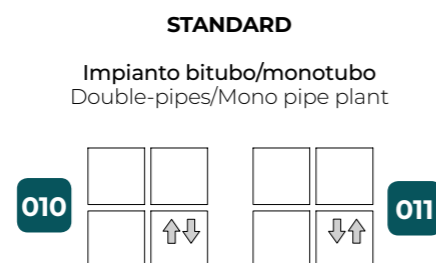 STANDARD
Impianto bitubo/monotubo
Double-pipes/Mono pipe plant
010
011